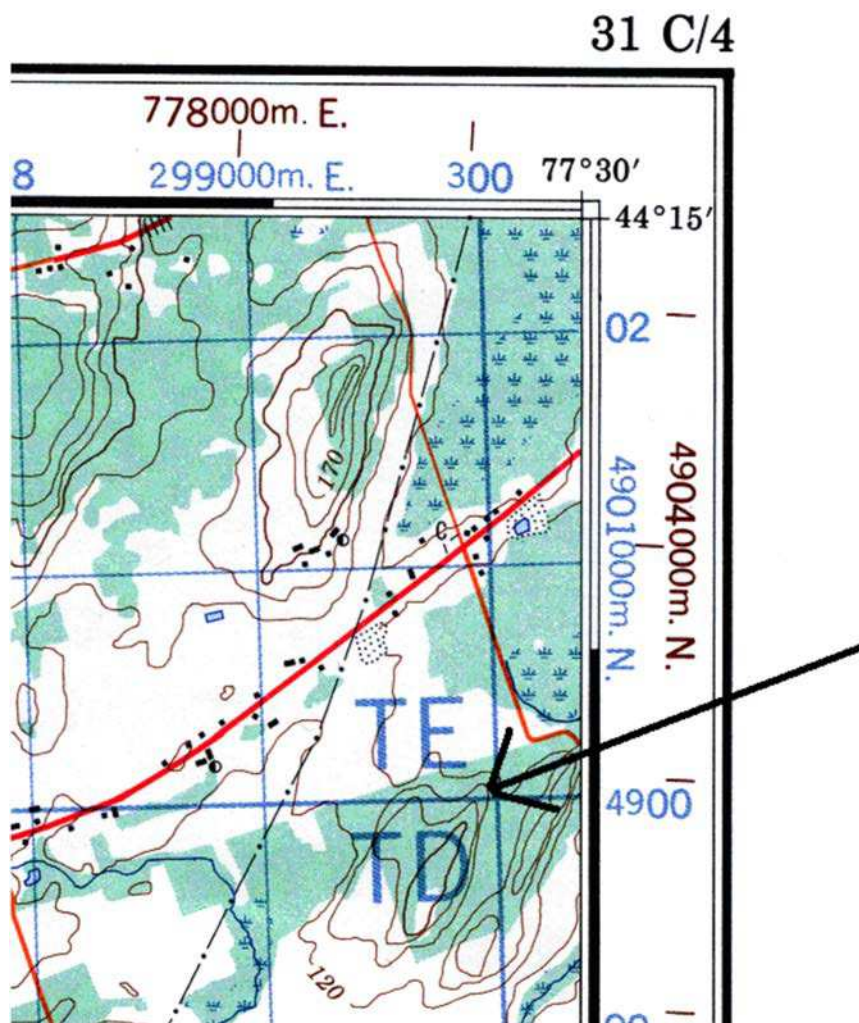 31 C/4
778000m. E.
8 299000m. E. 300 77°30′
44°15′
02
170
4901000m. N.
4904000m. N.
TE
4900
TD
120